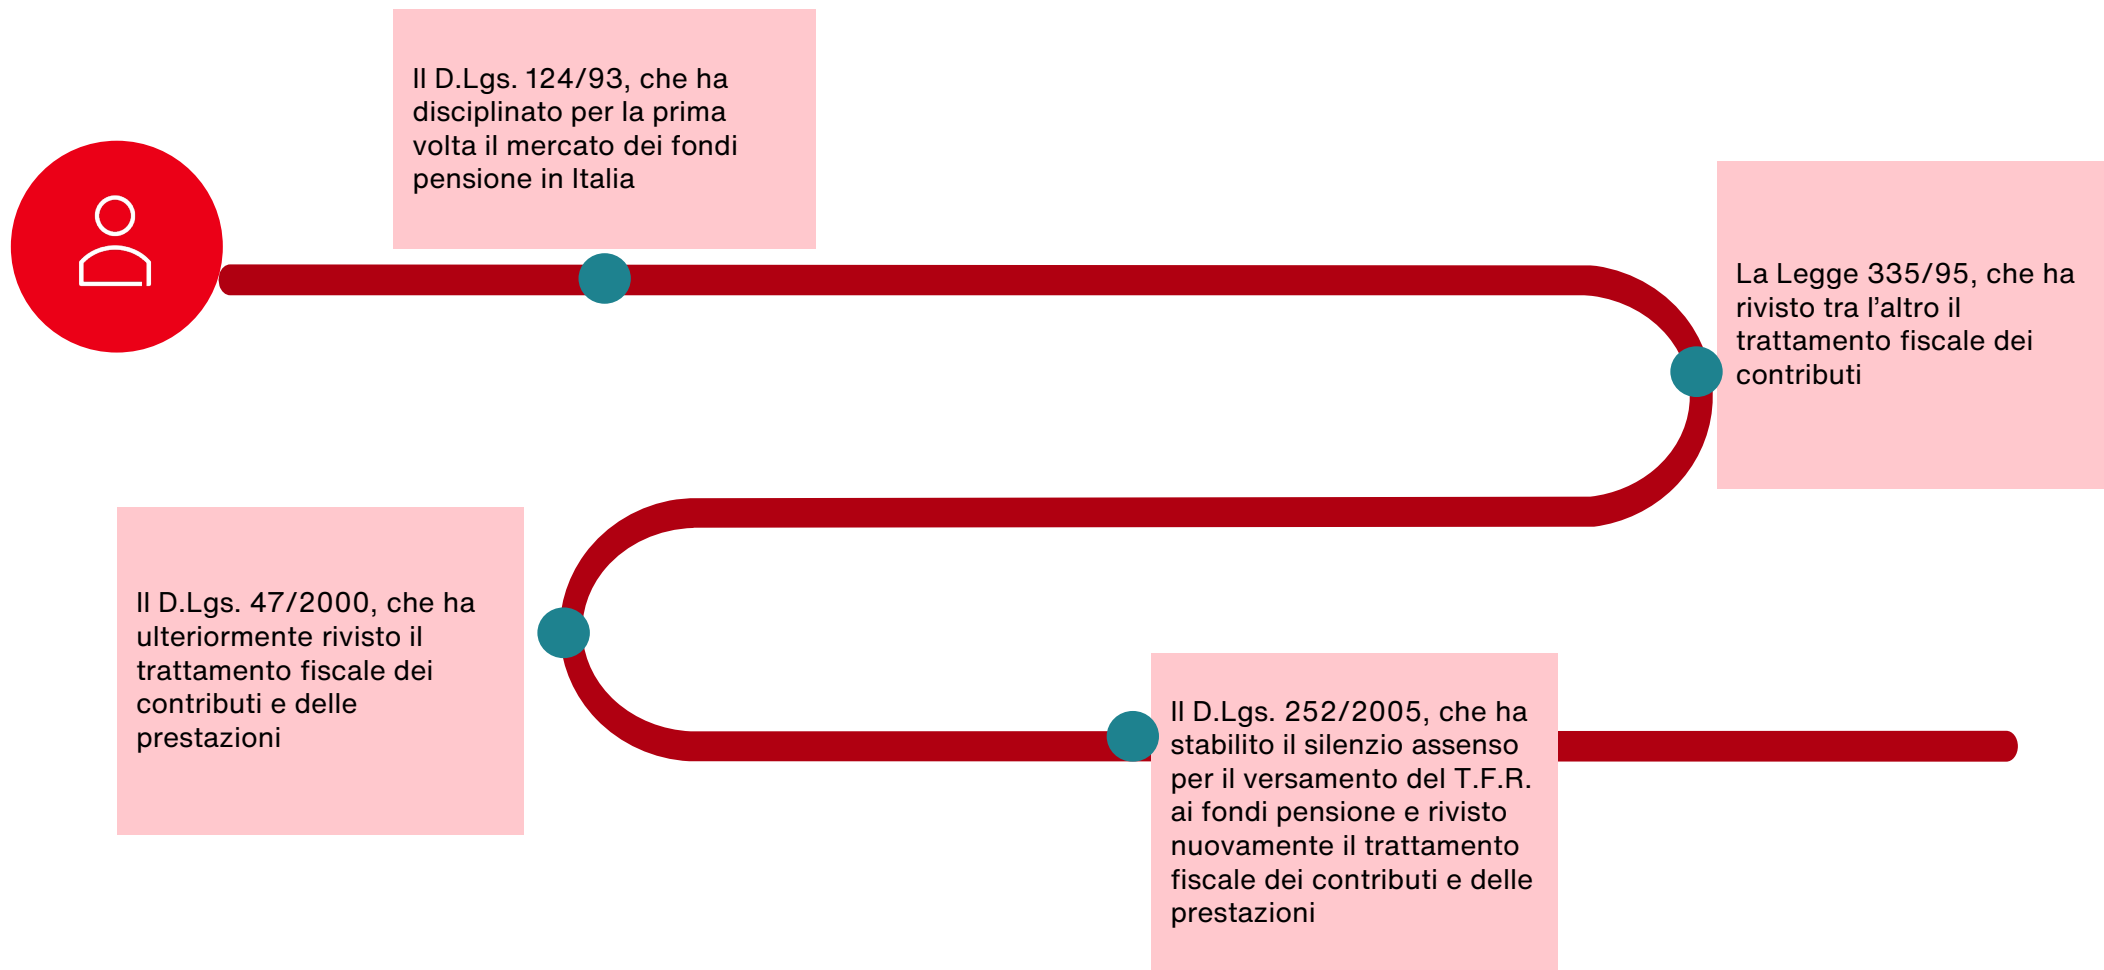 Il D.Lgs. 124/93, che ha
disciplinato per la prima
volta il mercato dei fondi
pensione in Italia
La Legge 335/95, che ha
rivisto tra l’altro il
trattamento fiscale dei
contributi
Il D.Lgs. 47/2000, che ha
ulteriormente rivisto il
trattamento fiscale dei
contributi e delle
prestazioni
Il D.Lgs. 252/2005, che ha
stabilito il silenzio assenso
per il versamento del T.F.R.
ai fondi pensione e rivisto
nuovamente il trattamento
fiscale dei contributi e delle
prestazioni